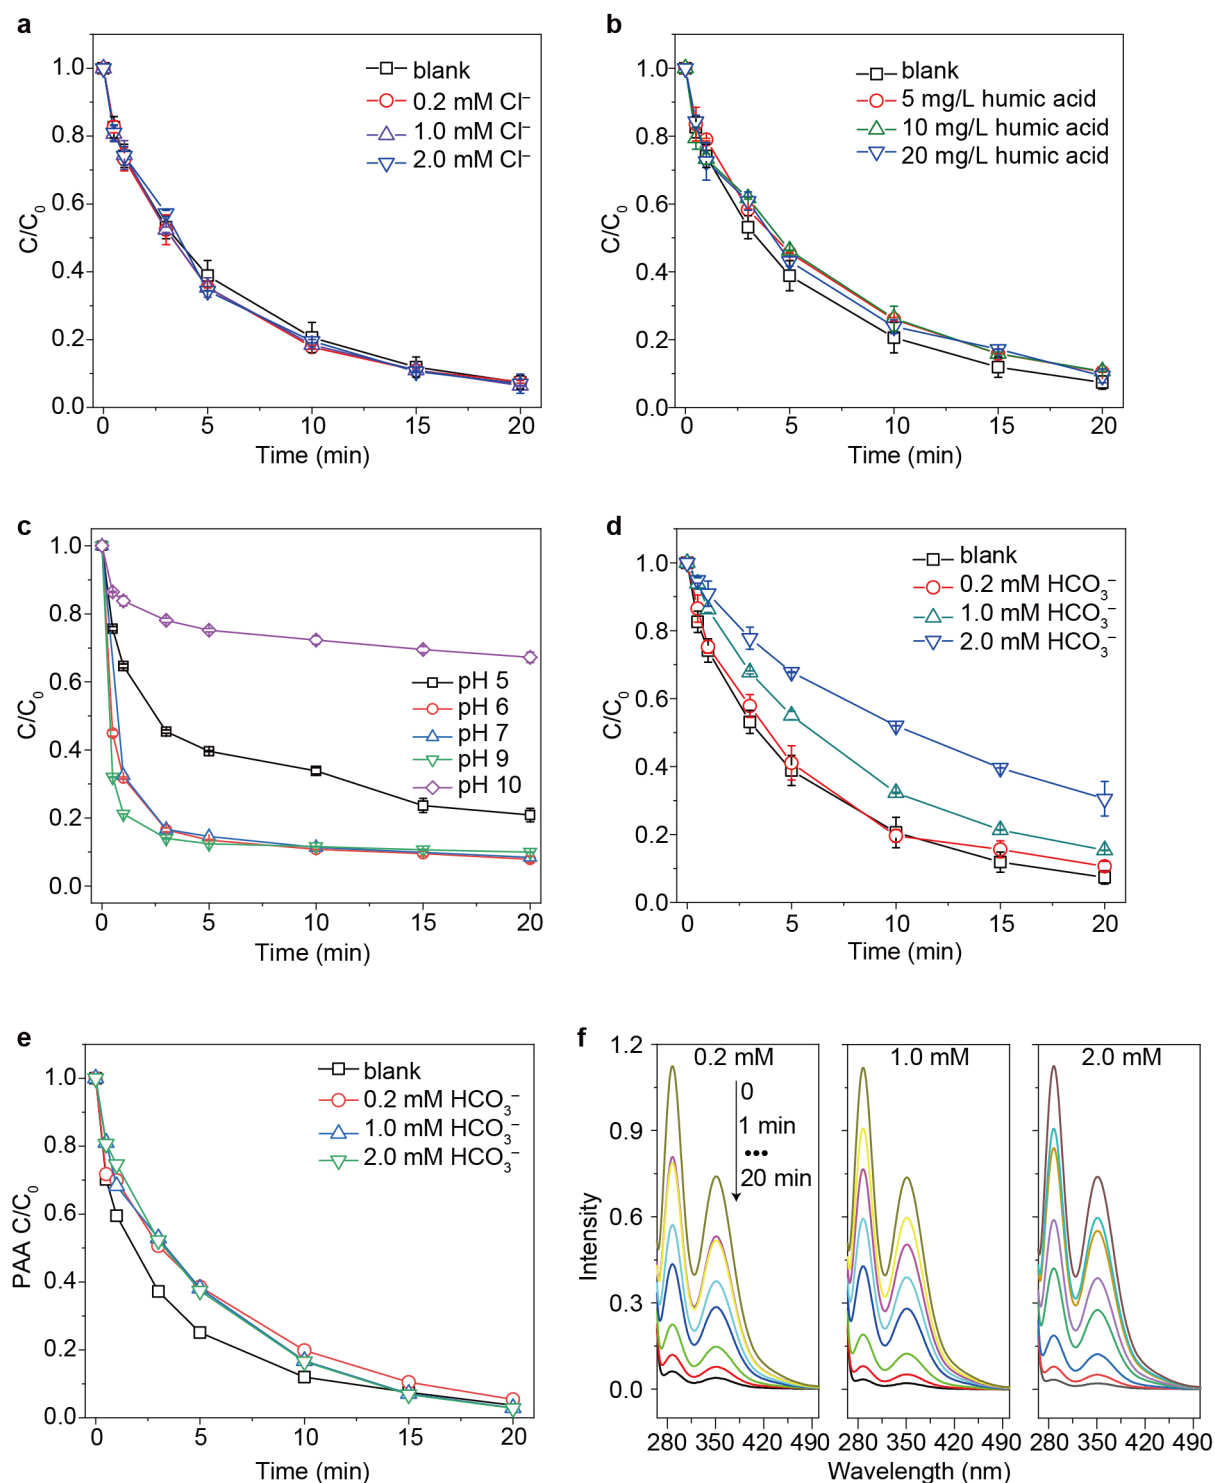 a
1.0
0.8
0.6
0.4
0.2
0.0
C/C₀
0 5 10 15 20
Time (min)
blank
0.2 mM Cl⁻
1.0 mM Cl⁻
2.0 mM Cl⁻
b
1.0
0.8
0.6
0.4
0.2
0.0
C/C₀
0 5 10 15 20
Time (min)
blank
5 mg/L humic acid
10 mg/L humic acid
20 mg/L humic acid
c
1.0
0.8
0.6
0.4
0.2
0.0
C/C₀
0 5 10 15 20
Time (min)
pH 5
pH 6
pH 7
pH 9
pH 10
d
1.0
0.8
0.6
0.4
0.2
0.0
C/C₀
0 5 10 15 20
Time (min)
blank
0.2 mM HCO₃⁻
1.0 mM HCO₃⁻
2.0 mM HCO₃⁻
e
1.0
0.8
0.6
0.4
0.2
0.0
PAA C/C₀
0 5 10 15 20
Time (min)
blank
0.2 mM HCO₃⁻
1.0 mM HCO₃⁻
2.0 mM HCO₃⁻
f
1.2
0.9
0.6
0.3
0.0
Intensity
0.2 mM
0
1 min
•••
20 min
1.0 mM
2.0 mM
280 350 420 490 280 350 420 490 280 350 420 490
Wavelength (nm)